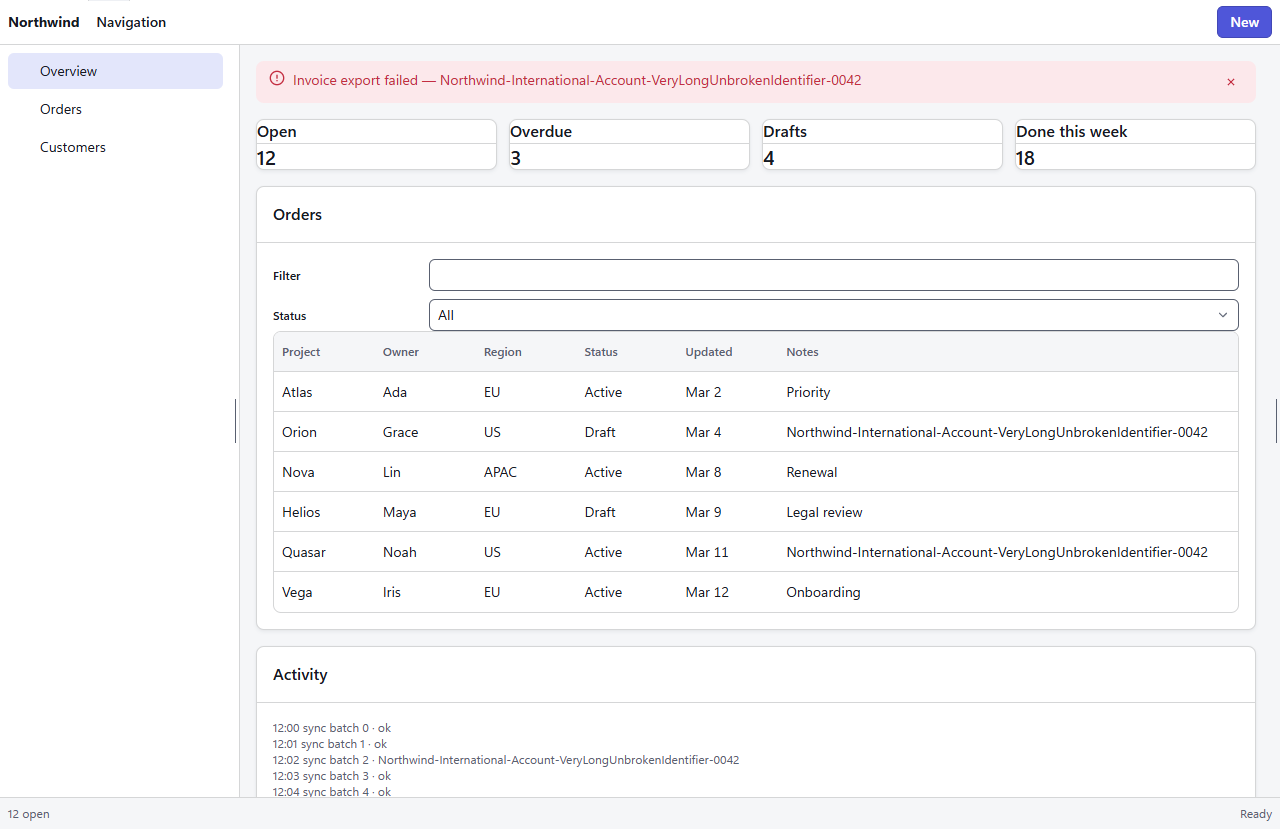 Northwind Navigation New
Overview
Orders
Customers
Invoice export failed — Northwind-International-Account-VeryLongUnbrokenIdentifier-0042 ×
Open Overdue Drafts Done this week
12 3 4 18
Orders
Filter
Status All
Project Owner Region Status Updated Notes
Atlas Ada EU Active Mar 2 Priority
Orion Grace US Draft Mar 4 Northwind-International-Account-VeryLongUnbrokenIdentifier-0042
Nova Lin APAC Active Mar 8 Renewal
Helios Maya EU Draft Mar 9 Legal review
Quasar Noah US Active Mar 11 Northwind-International-Account-VeryLongUnbrokenIdentifier-0042
Vega Iris EU Active Mar 12 Onboarding
Activity
12:00 sync batch 0 · ok
12:01 sync batch 1 · ok
12:02 sync batch 2 · Northwind-International-Account-VeryLongUnbrokenIdentifier-0042
12:03 sync batch 3 · ok
12:04 sync batch 4 · ok
12 open Ready